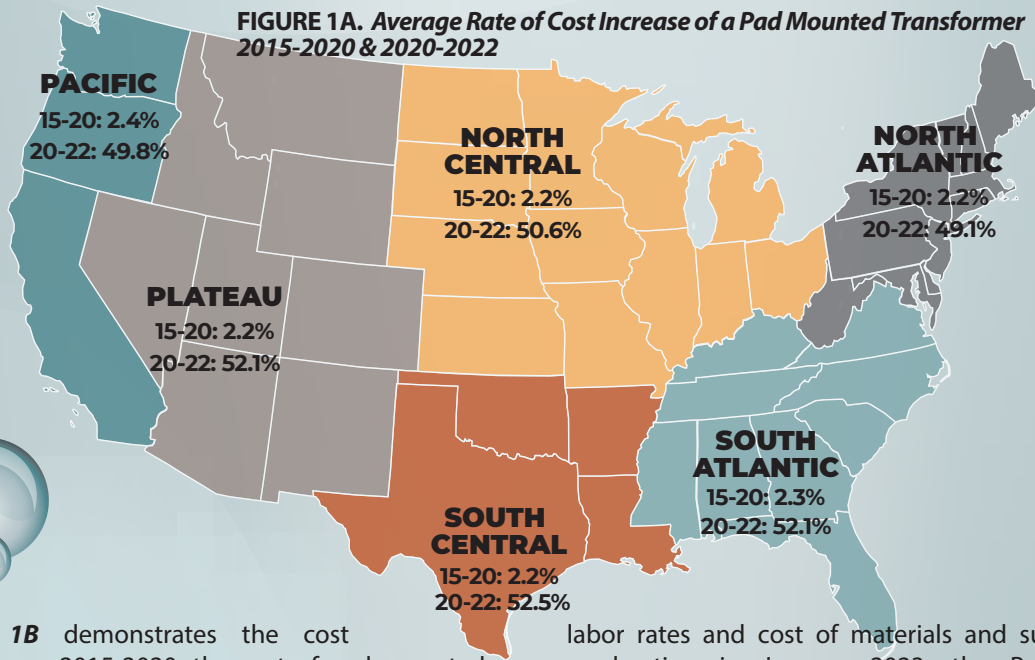 FIGURE 1A. Average Rate of Cost Increase of a Pad Mounted Transformer
2015-2020 & 2020-2022
PACIFIC
15-20: 2.4%
20-22: 49.8%
NORTH
CENTRAL
15-20: 2.2%
20-22: 50.6%
NORTH
ATLANTIC
15-20: 2.2%
20-22: 49.1%
PLATEAU
15-20: 2.2%
20-22: 52.1%
SOUTH
ATLANTIC
15-20: 2.3%
20-22: 52.1%
SOUTH
CENTRAL
15-20: 2.2%
20-22: 52.5%
1B demonstrates the cost
labor rates and cost of materials and su